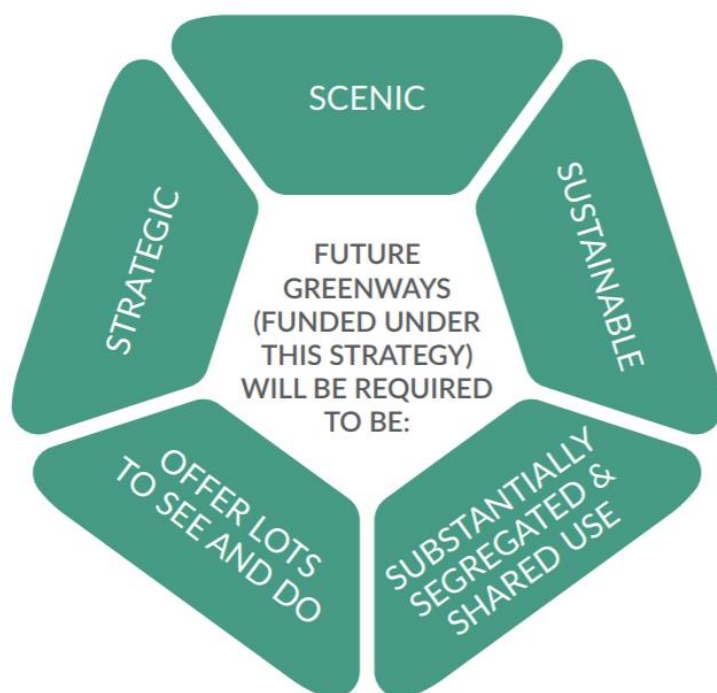 SCENIC
SUSTAINABLE
SUBSTANTIALLY
SEGREGATED &
SHARED USE
OFFER LOTS
TO SEE AND DO
STRATEGIC
FUTURE
GREENWAYS
(FUNDED UNDER
THIS STRATEGY)
WILL BE REQUIRED
TO BE: